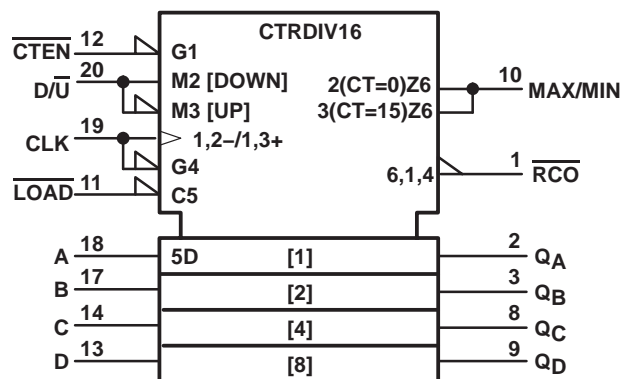 CTRDIV16
CTEN 12 G1
D/U 20 M2 [DOWN] 2(CT=0)Z6 10 MAX/MIN
M3 [UP] 3(CT=15)Z6
CLK 19 1,2–/1,3+
G4 6,1,4 1 RCO
LOAD 11 C5
A 18 5D [1] 2 QA
B 17 [2] 3 QB
C 14 [4] 8 QC
D 13 [8] 9 QD